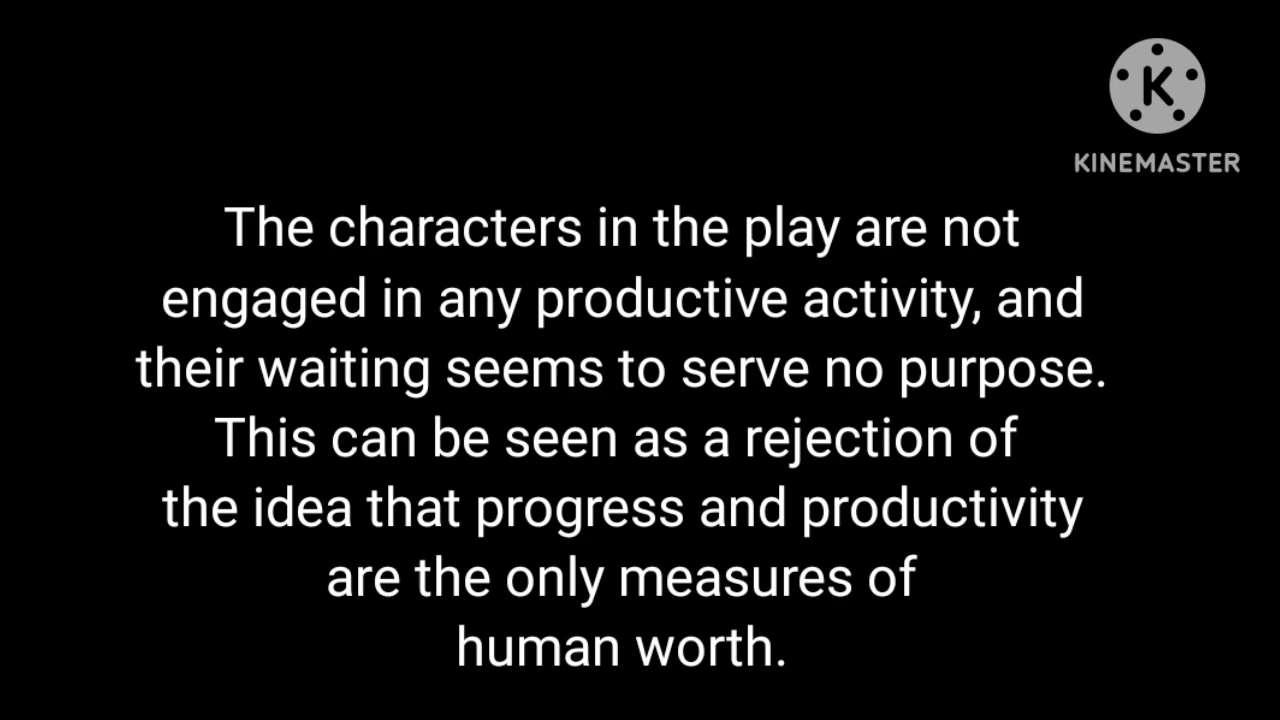 K
KINEMASTER
The characters in the play are not
engaged in any productive activity, and
their waiting seems to serve no purpose.
This can be seen as a rejection of
the idea that progress and productivity
are the only measures of
human worth.